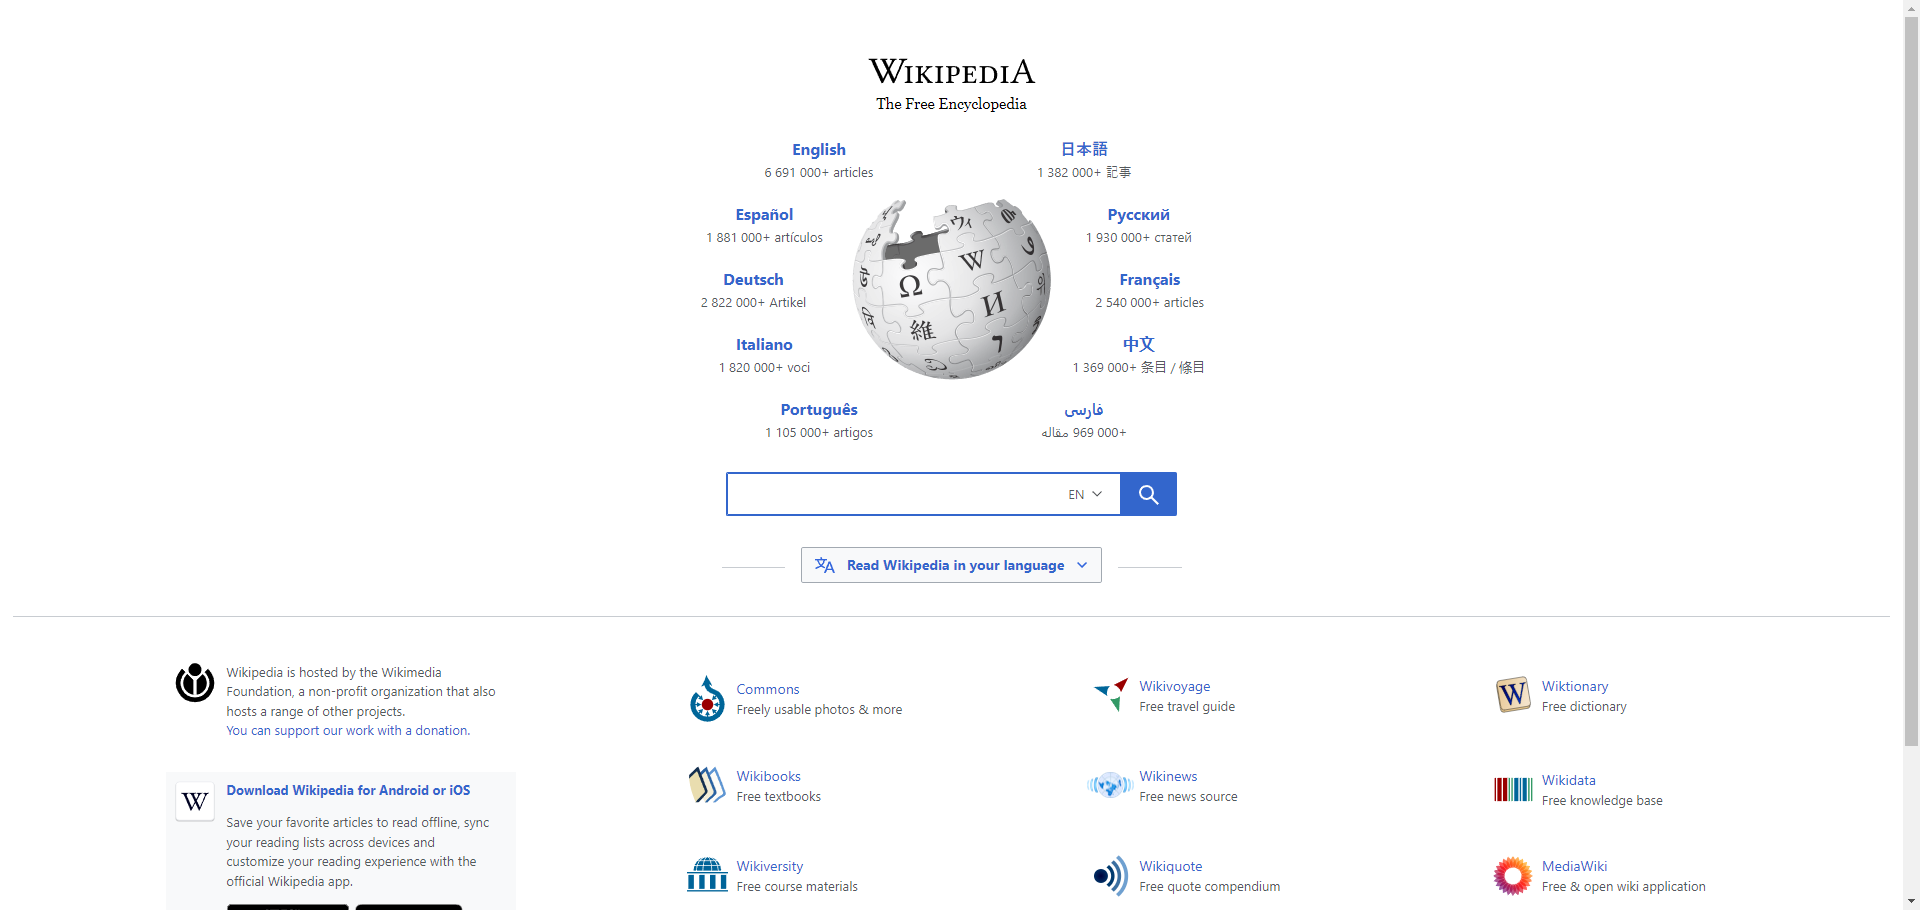 WIKIPEDIA
The Free Encyclopedia
English
6 691 000+ articles
日本語
1 382 000+ 記事
Español
1 881 000+ artículos
Русский
1 930 000+ статей
Deutsch
2 822 000+ Artikel
Français
2 540 000+ articles
Italiano
1 820 000+ voci
中文
1 369 000+ 条目 / 條目
Português
1 105 000+ artigos
فارسی
969 000+ مقاله
Ω
W
И
維
ウィ
EN
Read Wikipedia in your language
Wikipedia is hosted by the Wikimedia
Foundation, a non-profit organization that also
hosts a range of other projects.
You can support our work with a donation.
W
Download Wikipedia for Android or iOS
Save your favorite articles to read offline, sync
your reading lists across devices and
customize your reading experience with the
official Wikipedia app.
Commons
Freely usable photos & more
Wikivoyage
Free travel guide
W
Wiktionary
Free dictionary
Wikibooks
Free textbooks
Wikinews
Free news source
Wikidata
Free knowledge base
Wikiversity
Free course materials
Wikiquote
Free quote compendium
MediaWiki
Free & open wiki application